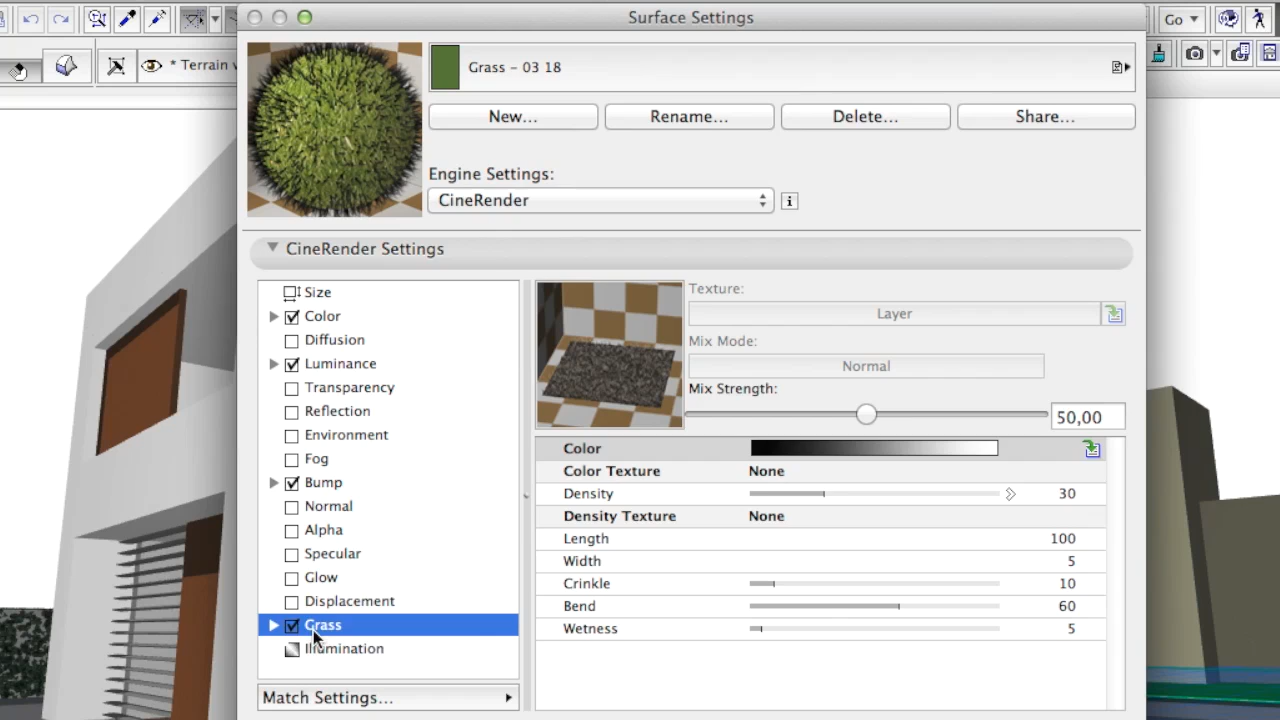 Surface Settings
Go
* Terrain
Grass - 03 18
New...
Rename...
Delete...
Share...
Engine Settings:
CineRender
i
CineRender Settings
Size
Color
Diffusion
Luminance
Transparency
Reflection
Environment
Fog
Bump
Normal
Alpha
Specular
Glow
Displacement
Grass
Illumination
Match Settings...
Texture:
Layer
Mix Mode:
Normal
Mix Strength:
50,00
Color
Color Texture None
Density 30
Density Texture None
Length 100
Width 5
Crinkle 10
Bend 60
Wetness 5